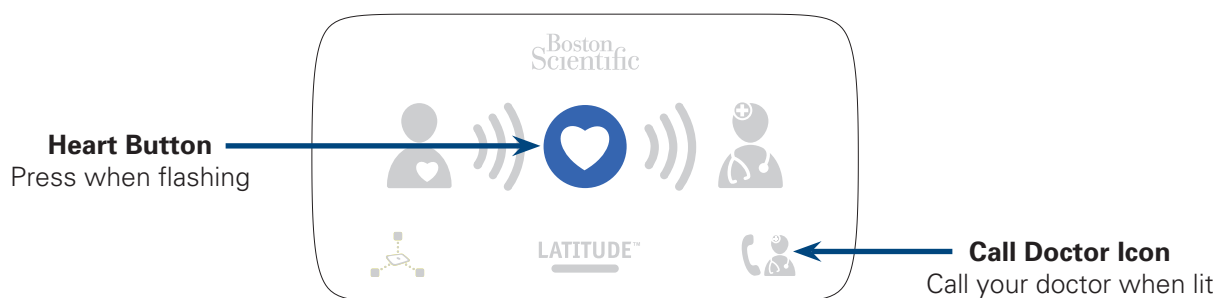 Boston
Scientific
Heart Button
Press when flashing
LATITUDE™
Call Doctor Icon
Call your doctor when lit